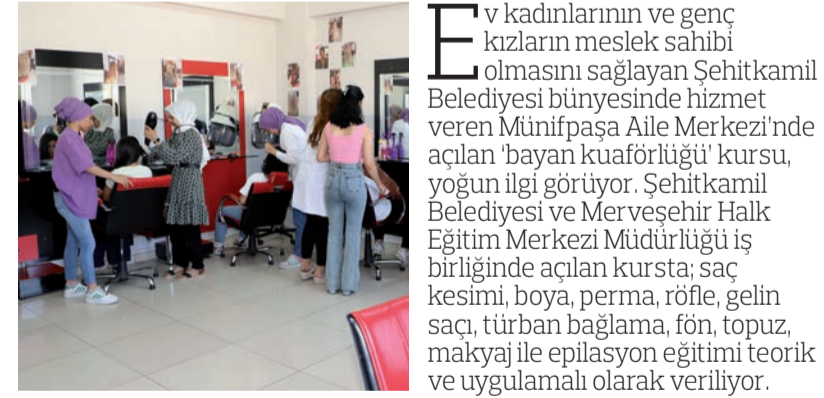 Ev kadınlarının ve genç
kızların meslek sahibi
olmasını sağlayan Şehitkamil
Belediyesi bünyesinde hizmet
veren Münifpaşa Aile Merkezi’nde
açılan ‘bayan kuaförlüğü’ kursu,
yoğun ilgi görüyor. Şehitkamil
Belediyesi ve Merveşehir Halk
Eğitim Merkezi Müdürlüğü iş
birliğinde açılan kursta; saç
kesimi, boya, perma, röfle, gelin
saçı, türban bağlama, fön, topuz,
makyaj ile epilasyon eğitimi teorik
ve uygulamalı olarak veriliyor.